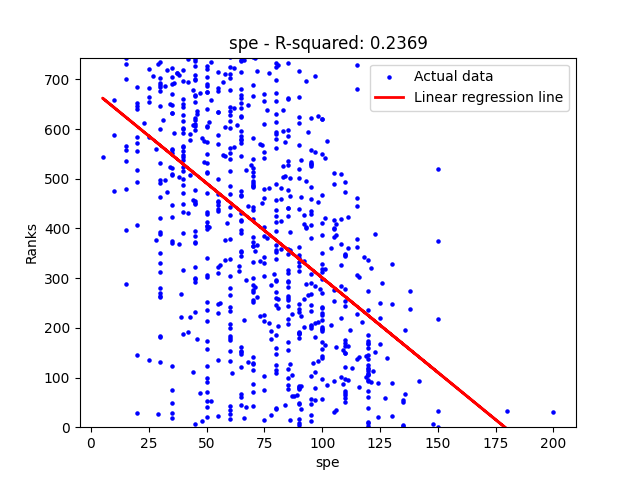 spe - R-squared: 0.2369
Actual data
Linear regression line
700
600
500
400
300
200
100
0
Ranks
0 25 50 75 100 125 150 175 200
spe